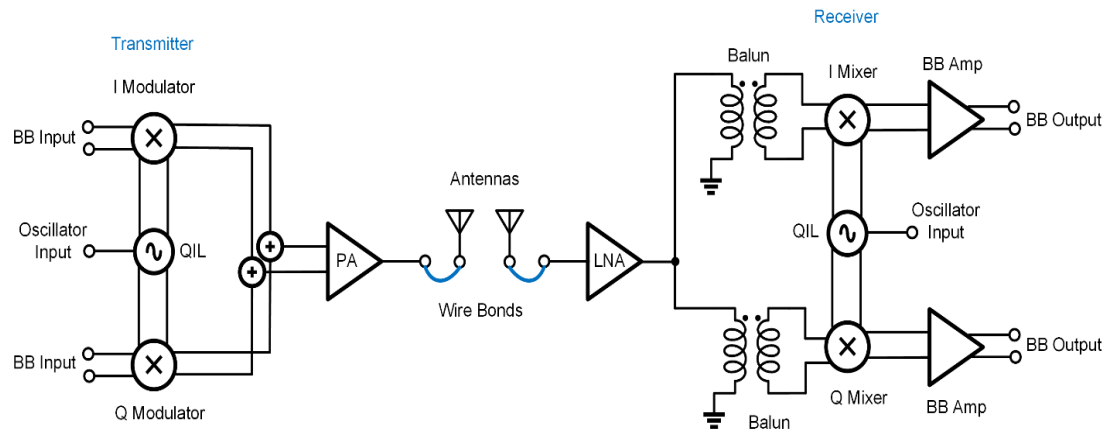 Receiver
Transmitter
Balun
I Mixer
BB Amp
I Modulator
BB Input
BB Output
Antennas
Oscillator
Input
QIL
PA
LNA
QIL
Oscillator
Input
Wire Bonds
BB Input
BB Output
Q Modulator
Balun
Q Mixer
BB Amp